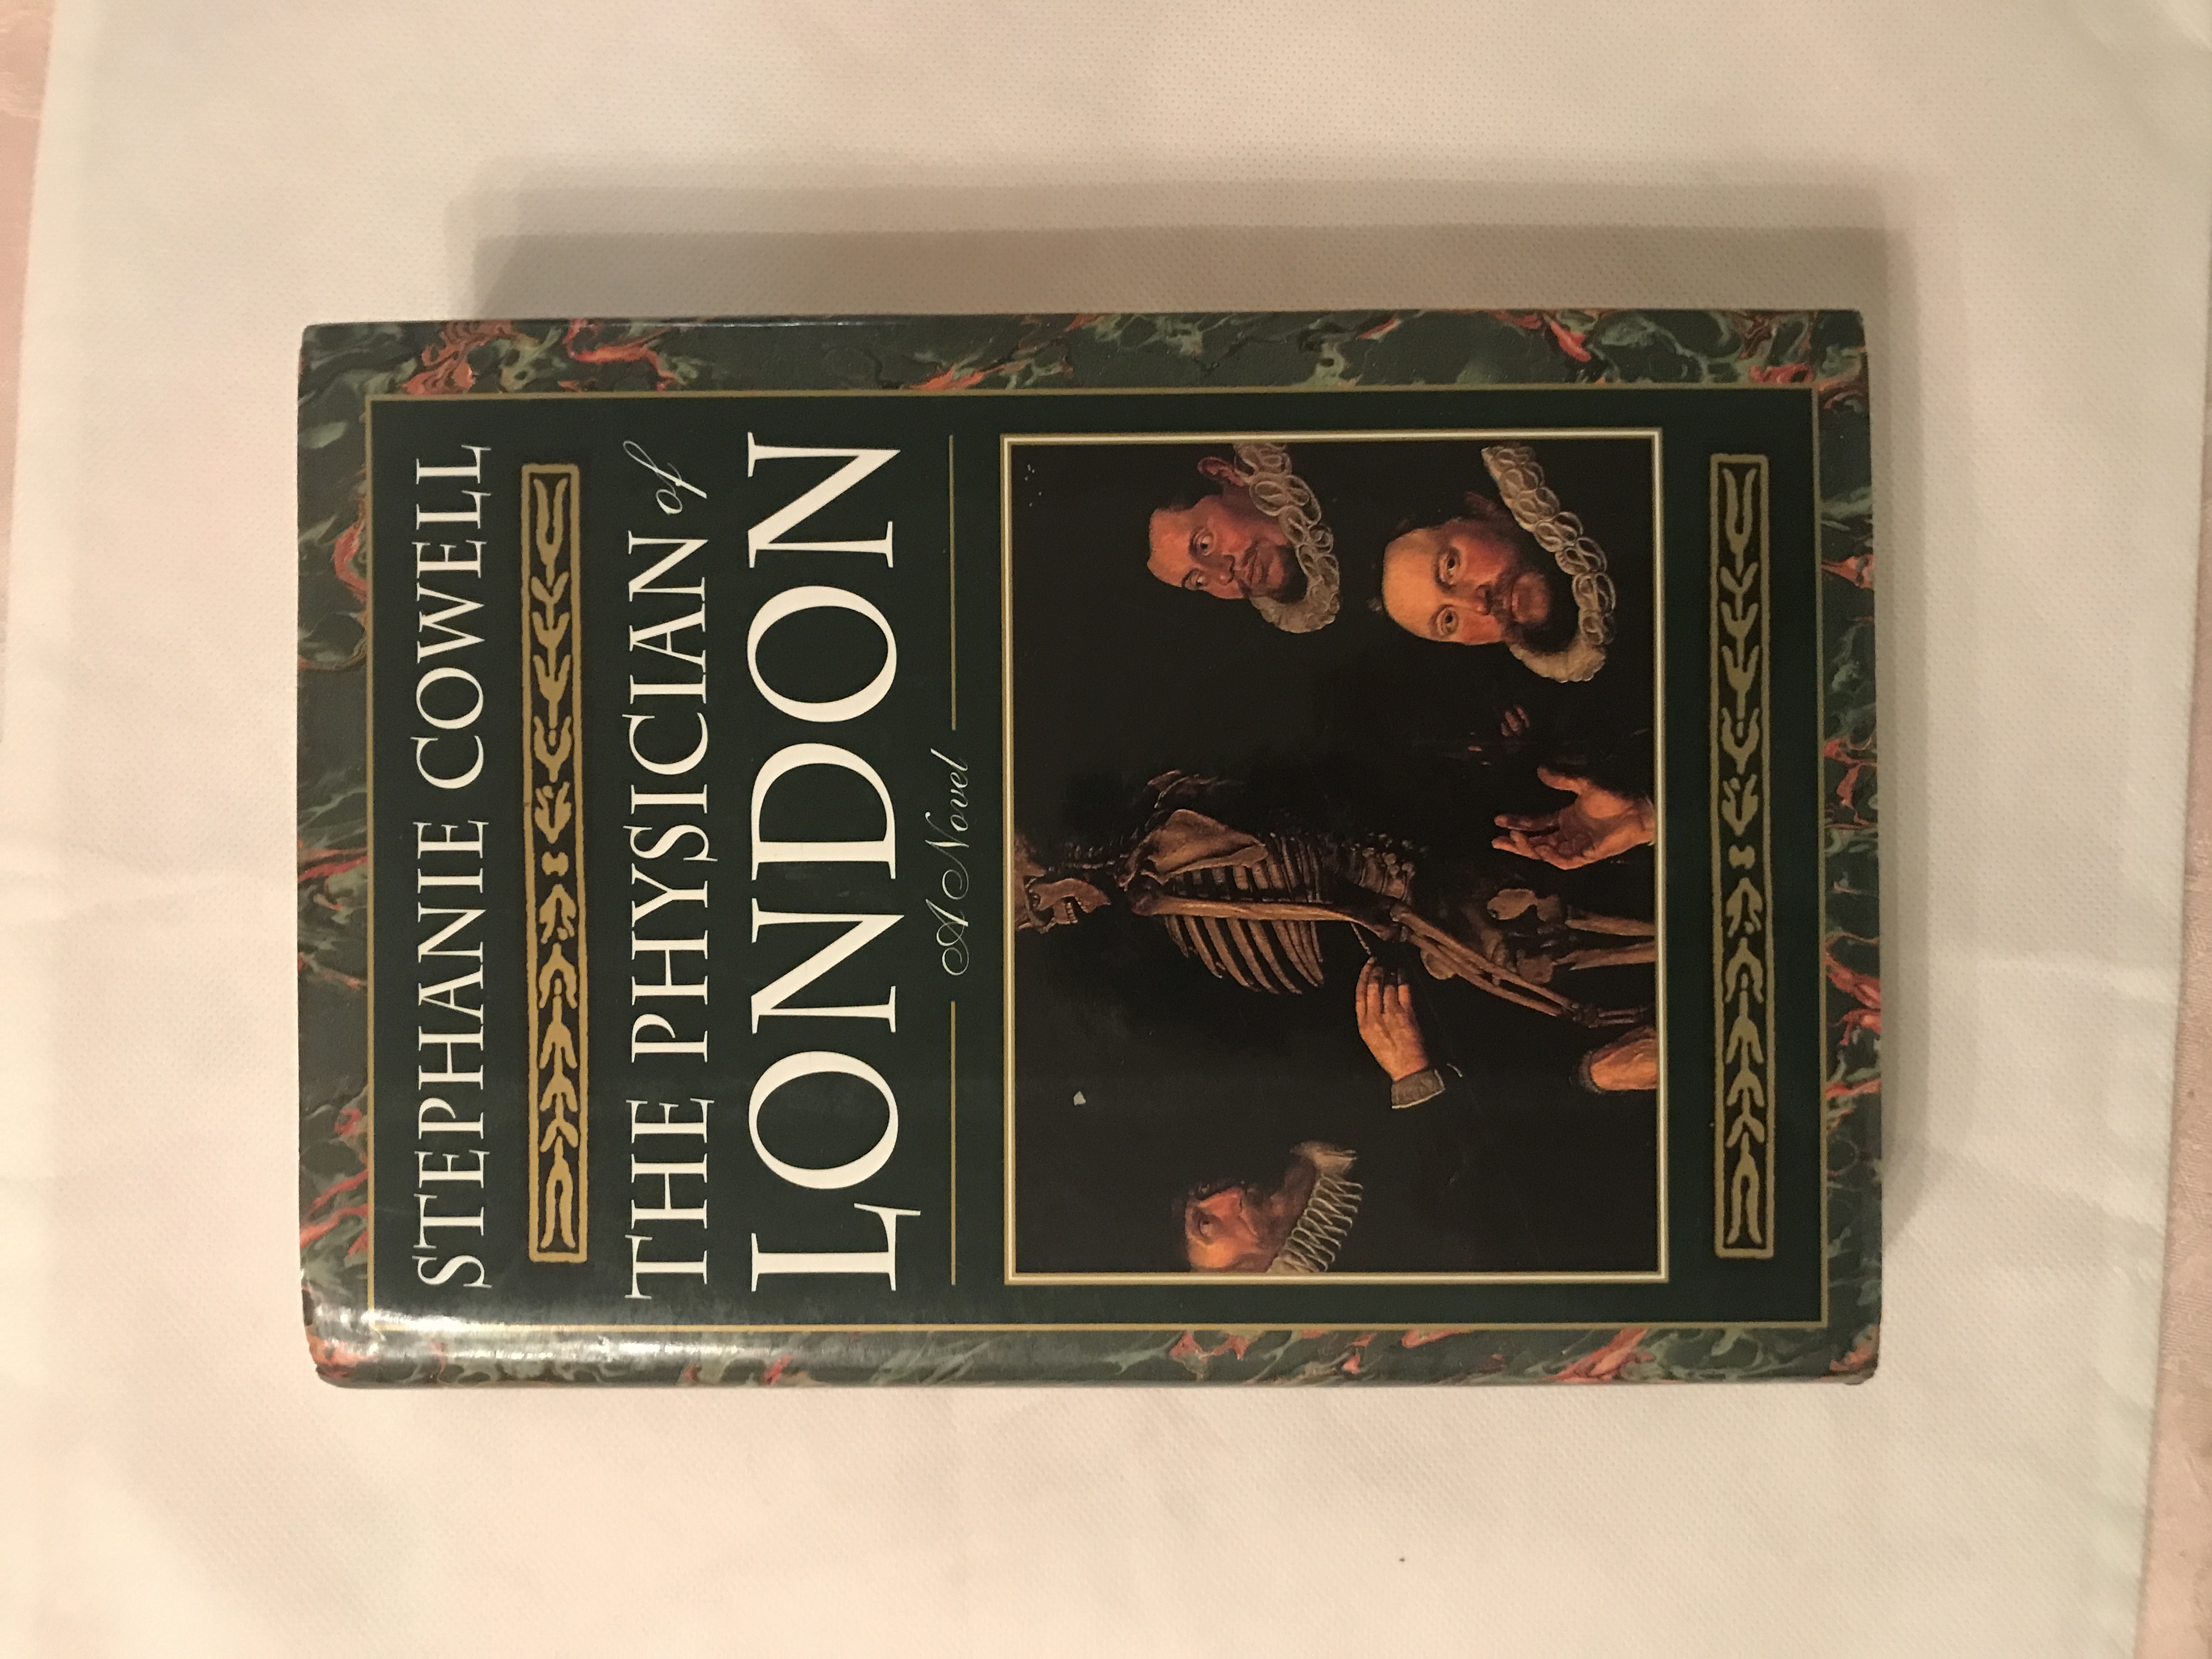 STEPHANIE COWELL
THE PHYSICIAN of
LONDON
A Novel